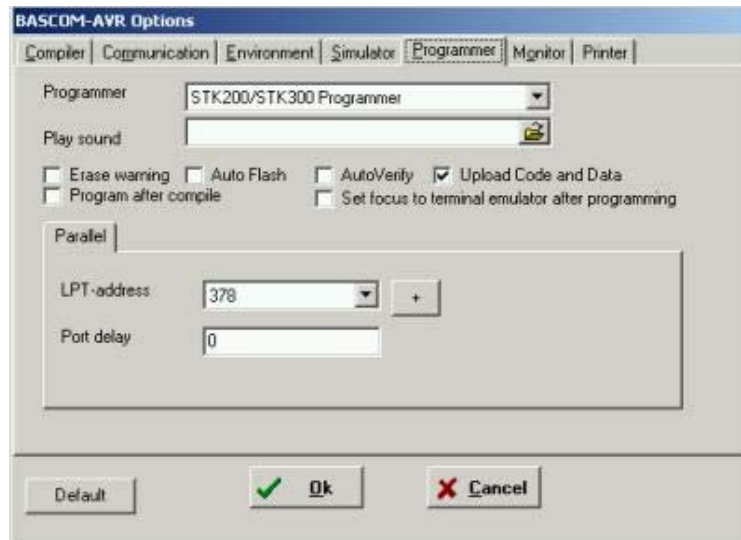 BASCOM-AVR Options
Compiler Communication Environment Simulator Programmer Monitor Printer
Programmer STK200/STK300 Programmer
Play sound
Erase warning Auto Flash AutoVerify Upload Code and Data
Program after compile Set focus to terminal emulator after programming
Parallel
LPT-address 378 +
Port delay 0
Default Ok Cancel